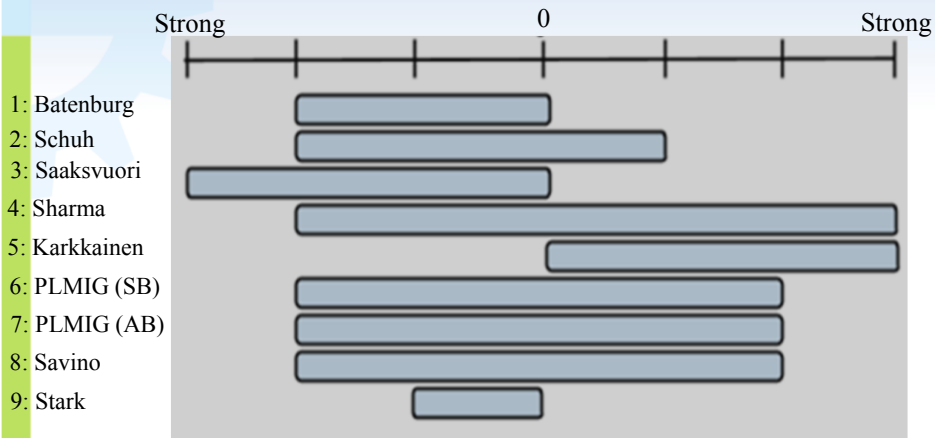 Strong 0 Strong
1: Batenburg
2: Schuh
3: Saaksvuori
4: Sharma
5: Karkkainen
6: PLMIG (SB)
7: PLMIG (AB)
8: Savino
9: Stark